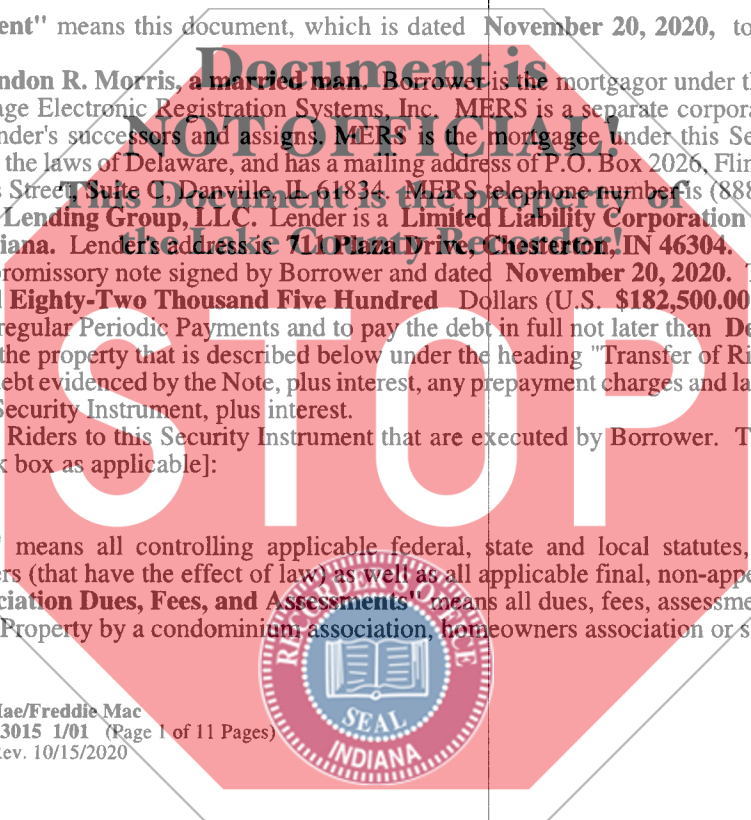 ent" means this document, which is dated November 20, 2020, to
Document is
ndon R. Morris, a married man. Borrower is the mortgagor under th
age Electronic Registration Systems, Inc. MERS is a separate corpor
NOT OFFICIAL!
nder's successors and assigns. MERS is the mortgagee under this Se
the laws of Delaware, and has a mailing address of P.O. Box 2026, Flin
This Document is the property of
s Street, Suite C, Danville, IL 61834. MERS telephone number is (888
Lending Group, LLC. Lender is a Limited Liability Corporation
the Lake County Recorder!
iana. Lender's address is 711 Plaza Drive, Chesterton, IN 46304.
promissory note signed by Borrower and dated November 20, 2020. T
Eighty-Two Thousand Five Hundred Dollars (U.S. $182,500.00
regular Periodic Payments and to pay the debt in full not later than De
the property that is described below under the heading "Transfer of Ri
ebt evidenced by the Note, plus interest, any prepayment charges and la
Security Instrument, plus interest.
Riders to this Security Instrument that are executed by Borrower. T
k box as applicable]:
STOP
" means all controlling applicable federal, state and local statutes,
ers (that have the effect of law) as well as all applicable final, non-appe
ciation Dues, Fees, and Assessments" means all dues, fees, assessme
Property by a condominium association, homeowners association or s
RECORDER'S OFFICE
SEAL
INDIANA
Mae/Freddie Mac
3015 1/01 (Page 1 of 11 Pages)
Rev. 10/15/2020